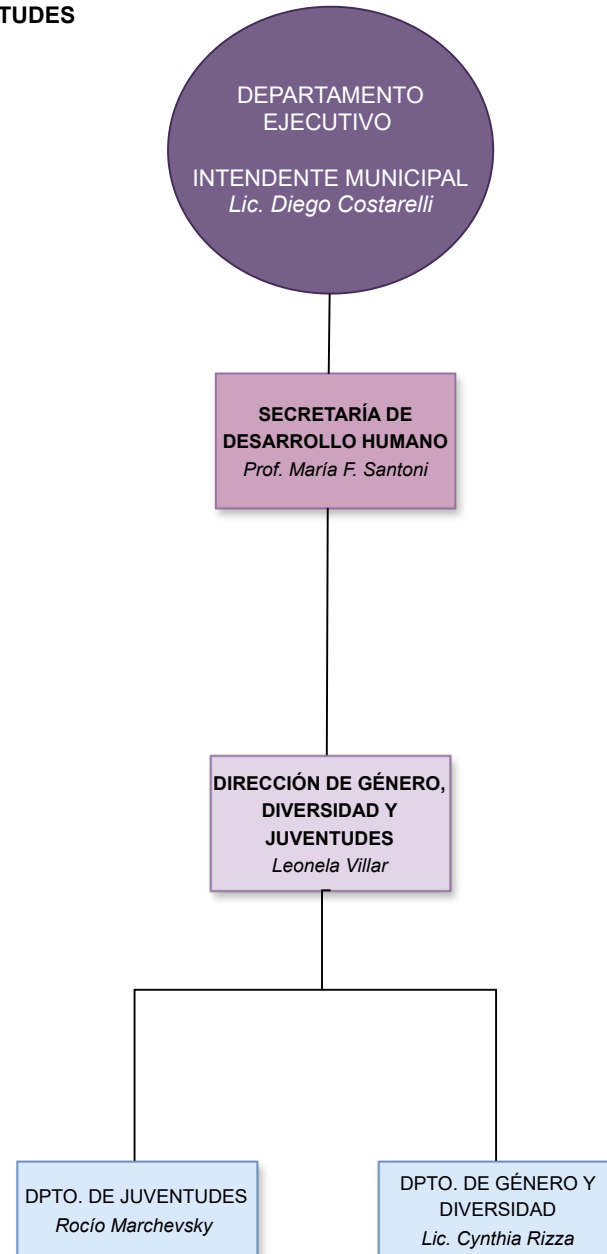 TUDES
DEPARTAMENTO
EJECUTIVO
INTENDENTE MUNICIPAL
Lic. Diego Costarelli
SECRETARÍA DE
DESARROLLO HUMANO
Prof. María F. Santoni
DIRECCIÓN DE GÉNERO,
DIVERSIDAD Y
JUVENTUDES
Leonela Villar
DPTO. DE JUVENTUDES
Rocío Marchevsky
DPTO. DE GÉNERO Y
DIVERSIDAD
Lic. Cynthia Rizza